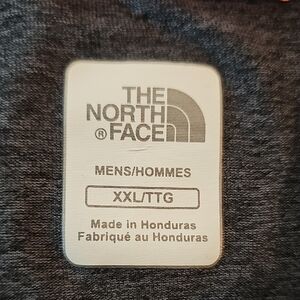 THE
NORTH
® FACE
MENS/HOMMES
XXL/TTG
Made in Honduras
Fabriqué au Honduras